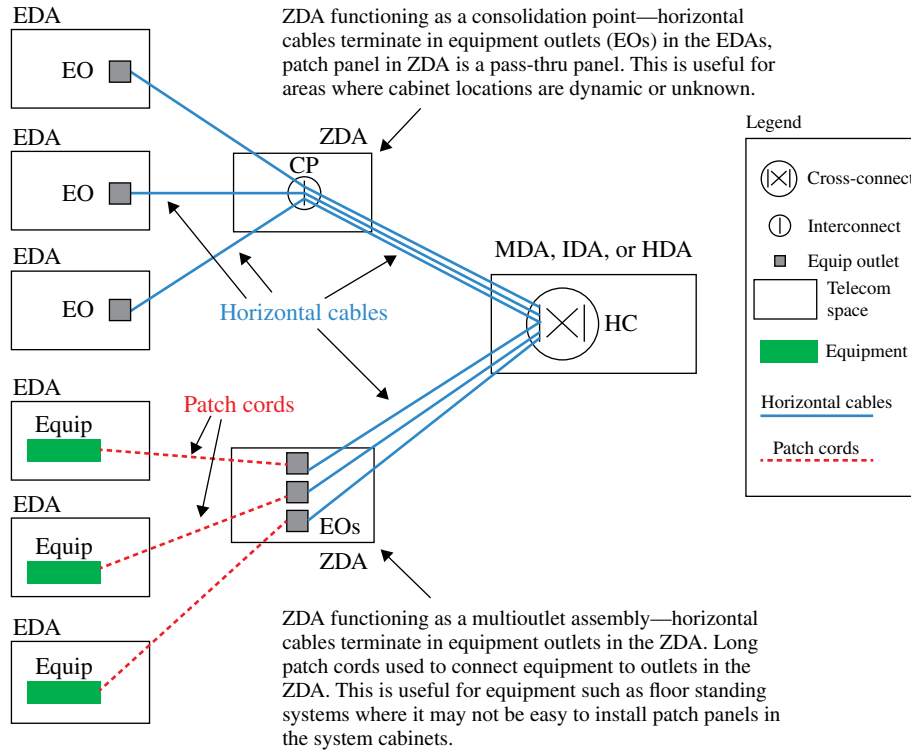 EDA
EO
EDA
EO
EDA
EO
ZDA functioning as a consolidation point—horizontal
cables terminate in equipment outlets (EOs) in the EDAs,
patch panel in ZDA is a pass-thru panel. This is useful for
areas where cabinet locations are dynamic or unknown.
ZDA
CP
Horizontal cables
MDA, IDA, or HDA
HC
Legend
Cross-connect
Interconnect
Equip outlet
Telecom
space
Equipment
Horizontal cables
Patch cords
EDA
Equip
Patch cords
EDA
Equip
EDA
Equip
EOs
ZDA
ZDA functioning as a multioutlet assembly—horizontal
cables terminate in equipment outlets in the ZDA. Long
patch cords used to connect equipment to outlets in the
ZDA. This is useful for equipment such as floor standing
systems where it may not be easy to install patch panels in
the system cabinets.